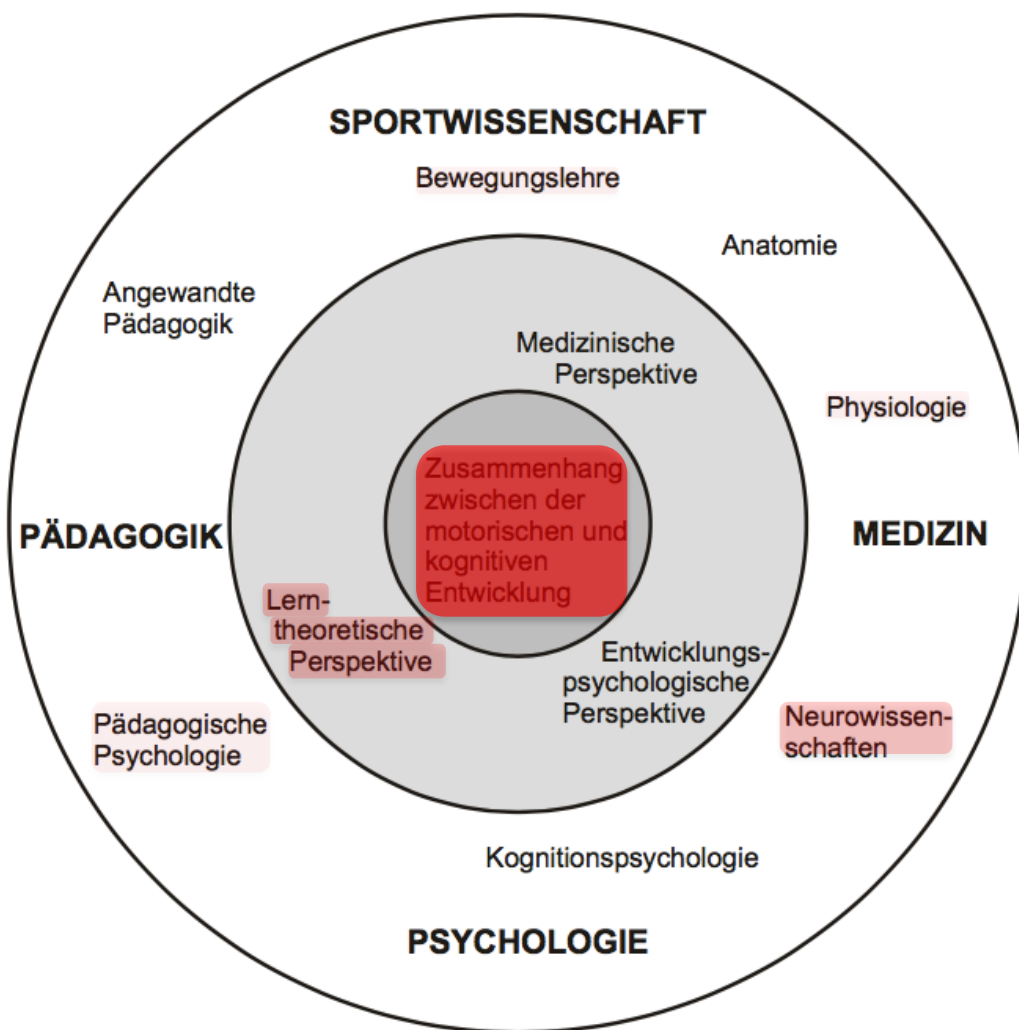 SPORTWISSENSCHAFT
Bewegungslehre
Anatomie
Angewandte
Pädagogik
Medizinische
Perspektive
Physiologie
Zusammenhang
zwischen der
motorischen und
kognitiven
Entwicklung
PÄDAGOGIK
MEDIZIN
Lern-
theoretische
Perspektive
Entwicklungs-
psychologische
Perspektive
Pädagogische
Psychologie
Neurowissen-
schaften
Kognitionspsychologie
PSYCHOLOGIE